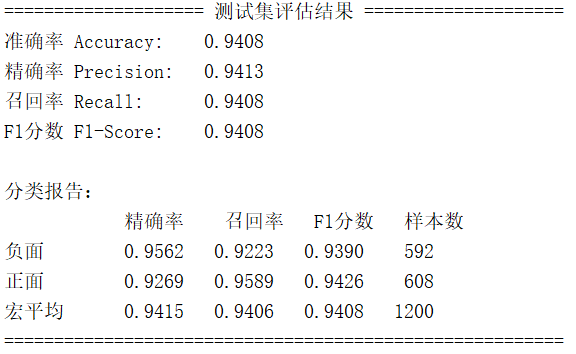 ==================== 测试集评估结果 ====================
准确率 Accuracy: 0.9408
精确率 Precision: 0.9413
召回率 Recall: 0.9408
F1分数 F1-Score: 0.9408
分类报告:
精确率 召回率 F1分数 样本数
负面 0.9562 0.9223 0.9390 592
正面 0.9269 0.9589 0.9426 608
宏平均 0.9415 0.9406 0.9408 1200
========================================================